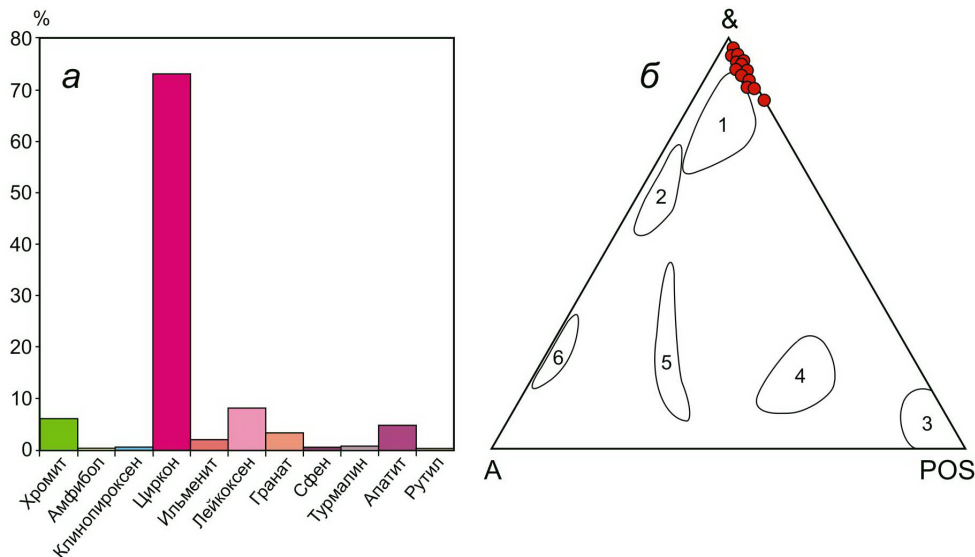 %
80
70
60
50
40
30
20
10
0
а
Хромит
Амфибол
Клинопироксен
Циркон
Ильменит
Лейкоксен
Гранат
Сфен
Турмалин
Апатит
Рутил
&
б
1
2
6
5
4
3
A
POS